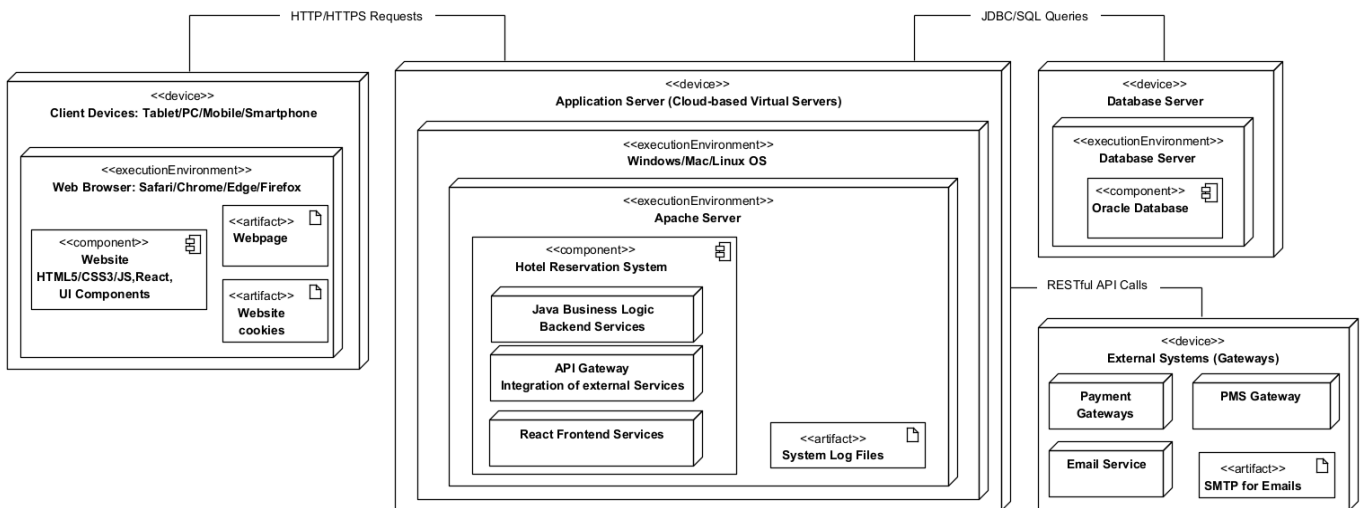 HTTP/HTTPS Requests
JDBC/SQL Queries
<<device>>
Client Devices: Tablet/PC/Mobile/Smartphone
<<executionEnvironment>>
Web Browser: Safari/Chrome/Edge/Firefox
<<component>>
Website
HTML5/CSS3/JS,React,
UI Components
<<artifact>>
Webpage
<<artifact>>
Website
cookies
<<device>>
Application Server (Cloud-based Virtual Servers)
<<executionEnvironment>>
Windows/Mac/Linux OS
<<executionEnvironment>>
Apache Server
<<component>>
Hotel Reservation System
Java Business Logic
Backend Services
API Gateway
Integration of external Services
React Frontend Services
<<artifact>>
System Log Files
<<device>>
Database Server
<<executionEnvironment>>
Database Server
<<component>>
Oracle Database
RESTful API Calls
<<device>>
External Systems (Gateways)
Payment
Gateways
PMS Gateway
Email Service
<<artifact>>
SMTP for Emails